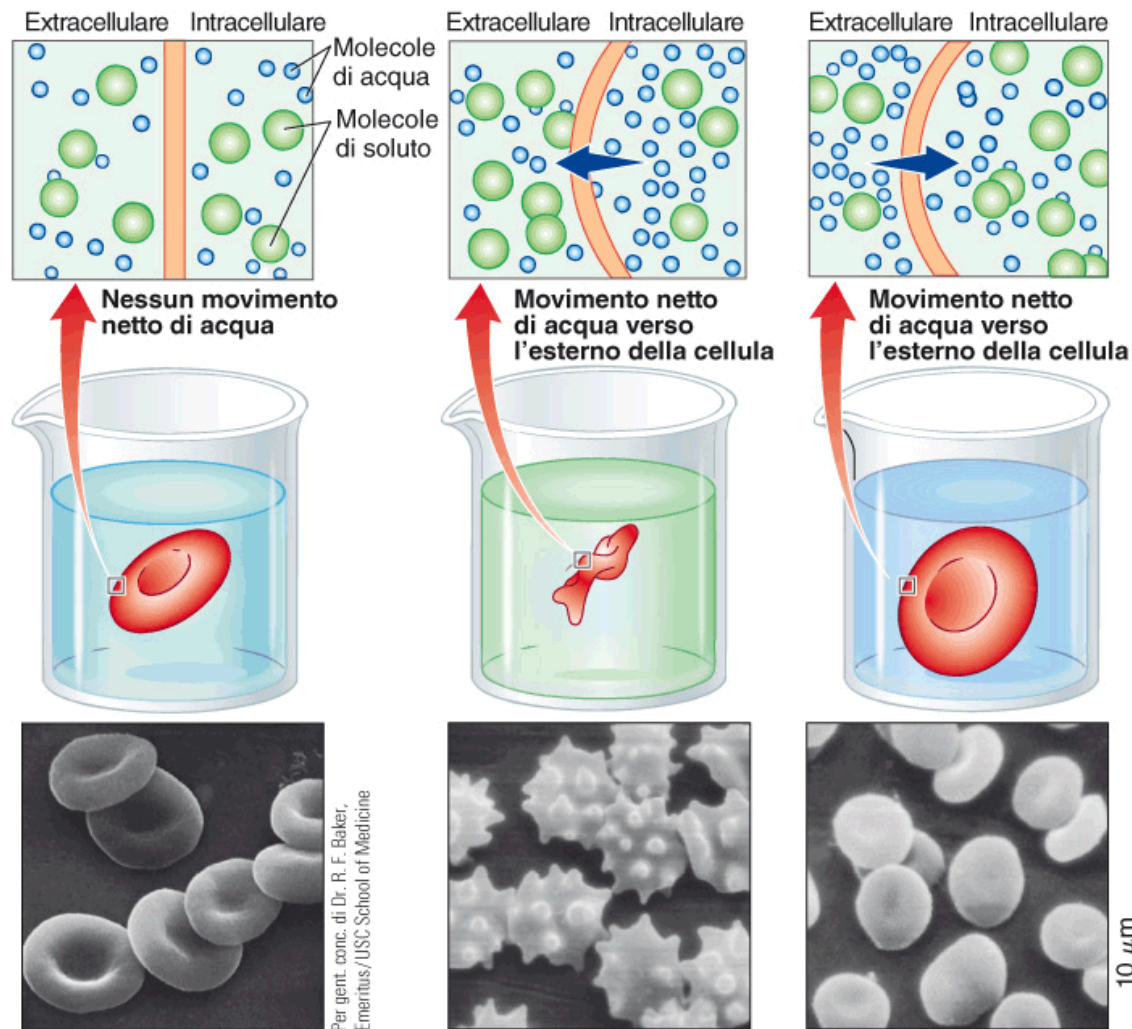 Extracellulare Intracellulare
Molecole
di acqua
Molecole
di soluto
Nessun movimento
netto di acqua
Extracellulare Intracellulare
Movimento netto
di acqua verso
l'esterno della cellula
Extracellulare Intracellulare
Movimento netto
di acqua verso
l'esterno della cellula
Per gent. conc. di Dr. R. F. Baker,
Emeritus/USC School of Medicine
10 μm